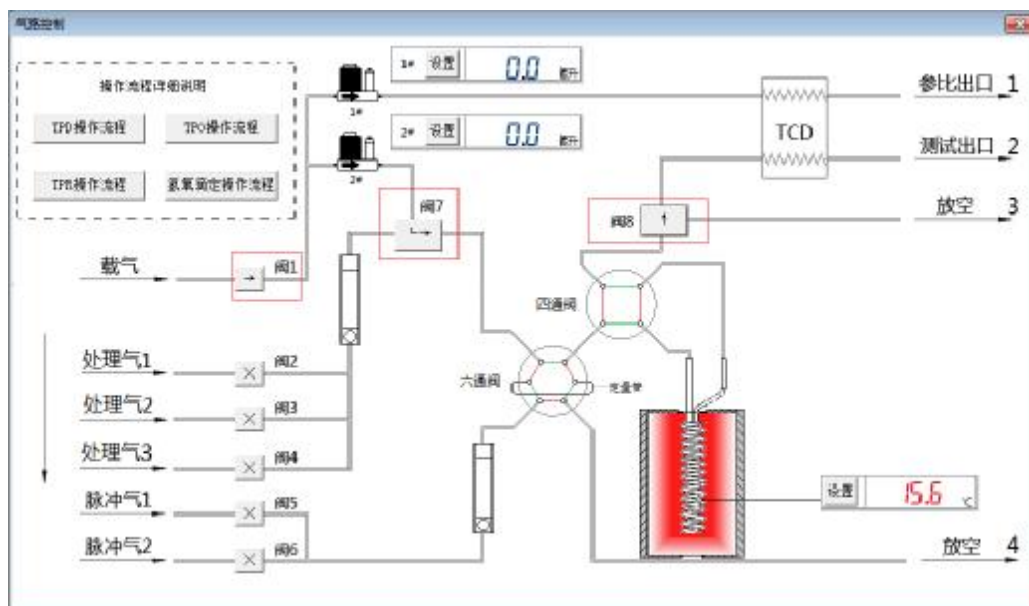 气路控制
操作流程详细说明
TPD操作流程
TPO操作流程
TPR操作流程
氢氧滴定操作流程
1# 设置 0.0 毫升
1#
2# 设置 0.0 毫升
2#
TCD
参比出口 1
测试出口 2
放空 3
阀7
阀8
载气
阀1
四通阀
处理气1
阀2
处理气2
阀3
处理气3
阀4
六通阀
定量管
脉冲气1
阀5
脉冲气2
阀6
设置 15.6 ℃
放空 4